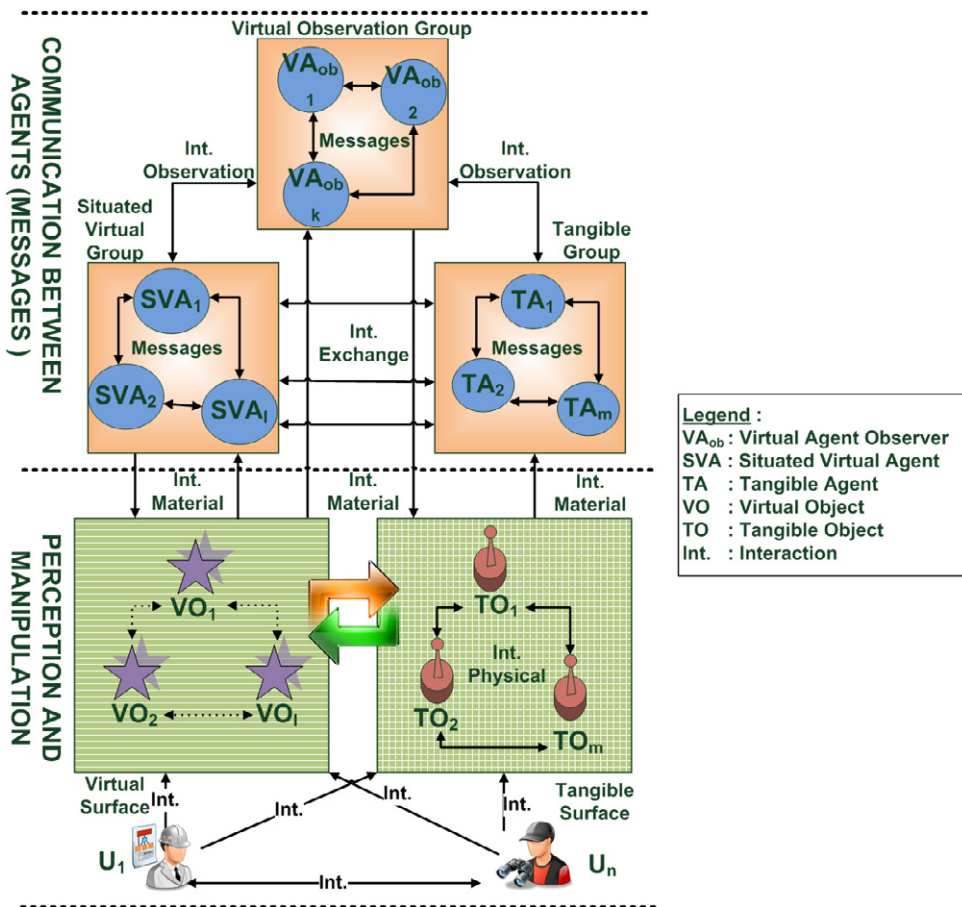 COMMUNICATION BETWEEN
AGENTS (MESSAGES )
Virtual Observation Group
VAob
1
VAob
2
Messages
VAob
k
Int.
Observation
Int.
Observation
Situated
Virtual
Group
SVA1
Messages
SVA2
SVAl
Int.
Exchange
Tangible
Group
TA1
Messages
TA2
TAm
Legend :
VAob : Virtual Agent Observer
SVA : Situated Virtual Agent
TA : Tangible Agent
VO : Virtual Object
TO : Tangible Object
Int. : Interaction
PERCEPTION AND
MANIPULATION
Int.
Material
Int.
Material
Int.
Material
VO1
VO2
VOl
TO1
Int.
Physical
TO2
TOm
Virtual
Surface
Int.
Int.
Int.
Int.
Tangible
Surface
U1
Int.
Un